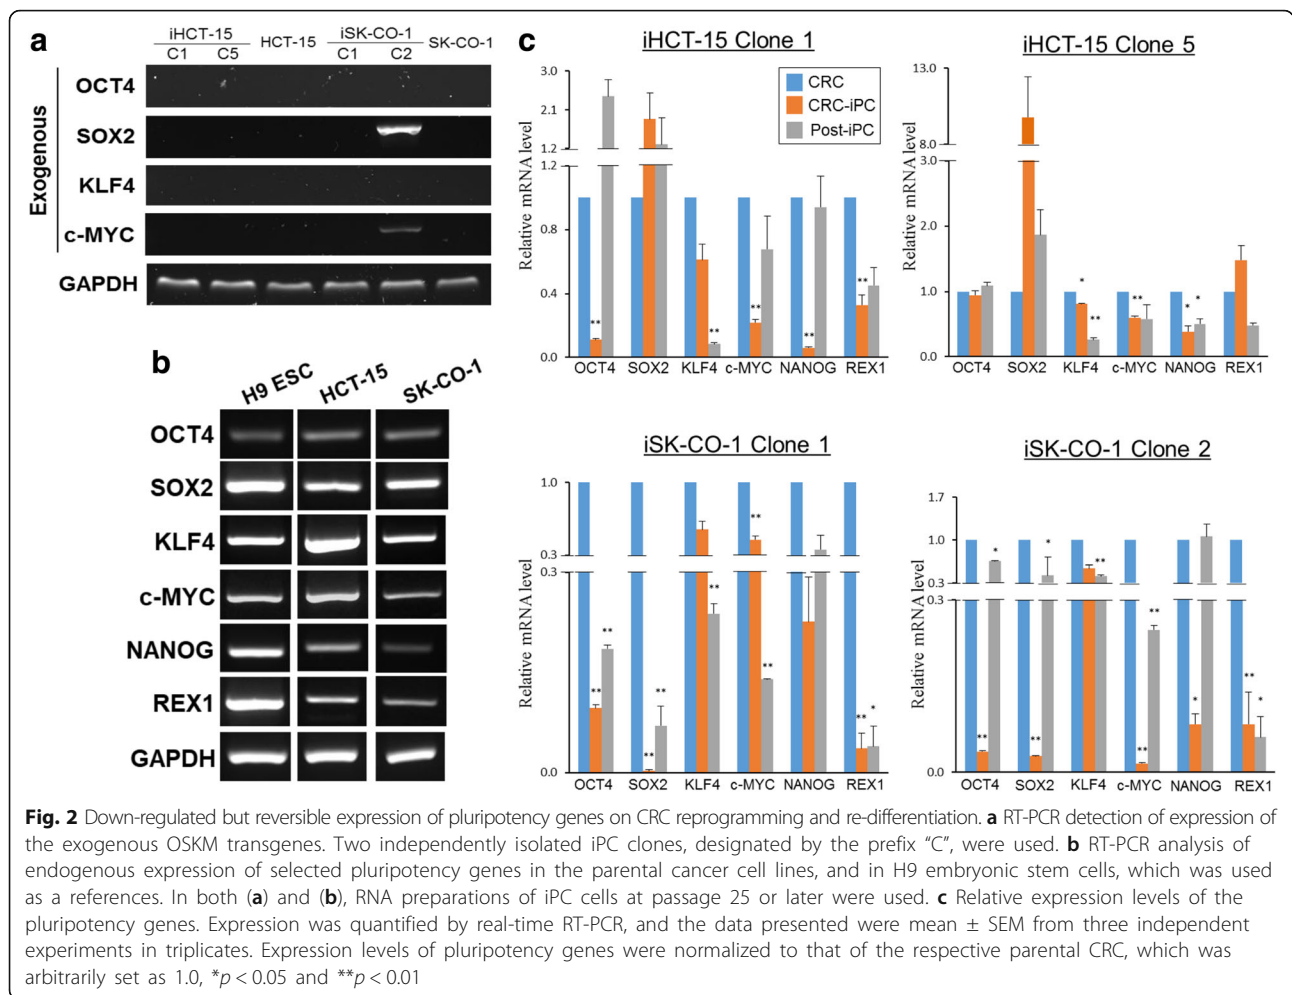 a
iHCT-15 HCT-15 iSK-CO-1 SK-CO-1
C1 C5 C1 C2
Exogenous
OCT4
SOX2
KLF4
c-MYC
GAPDH
b
H9 ESC HCT-15 SK-CO-1
OCT4
SOX2
KLF4
c-MYC
NANOG
REX1
GAPDH
c
iHCT-15 Clone 1
Relative mRNA level
3.0
2.1
1.2
1.2
0.8
0.4
0.0
CRC
CRC-iPC
Post-iPC
** ** ** ** **
OCT4 SOX2 KLF4 c-MYC NANOG REX1
iHCT-15 Clone 5
Relative mRNA level
13.0
8.0
3.0
2.0
1.0
0.0
* ** ** * *
OCT4 SOX2 KLF4 c-MYC NANOG REX1
iSK-CO-1 Clone 1
Relative mRNA level
1.0
0.3
0.3
0.0
** ** ** ** ** ** ** ** *
OCT4 SOX2 KLF4 c-MYC NANOG REX1
iSK-CO-1 Clone 2
Relative mRNA level
1.7
1.0
0.3
0.3
0.0
** * ** * ** ** ** * ** *
OCT4 SOX2 KLF4 c-MYC NANOG REX1
Fig. 2 Down-regulated but reversible expression of pluripotency genes on CRC reprogramming and re-differentiation. a RT-PCR detection of expression of
the exogenous OSKM transgenes. Two independently isolated iPC clones, designated by the prefix “C”, were used. b RT-PCR analysis of
endogenous expression of selected pluripotency genes in the parental cancer cell lines, and in H9 embryonic stem cells, which was used
as a references. In both (a) and (b), RNA preparations of iPC cells at passage 25 or later were used. c Relative expression levels of the
pluripotency genes. Expression was quantified by real-time RT-PCR, and the data presented were mean ± SEM from three independent
experiments in triplicates. Expression levels of pluripotency genes were normalized to that of the respective parental CRC, which was
arbitrarily set as 1.0, *p < 0.05 and **p < 0.01